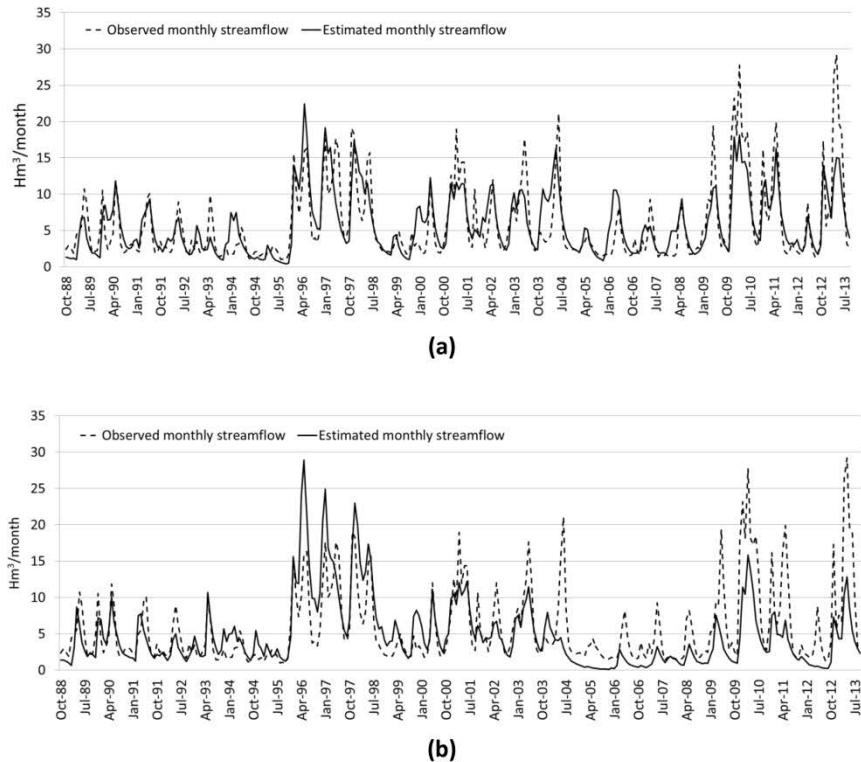 35
Observed monthly streamflow
Estimated monthly streamflow
30
25
20
15
10
5
0
Hm³/month
Oct-88
Jul-89
Apr-90
Jan-91
Oct-91
Jul-92
Apr-93
Jan-94
Oct-94
Jul-95
Apr-96
Jan-97
Oct-97
Jul-98
Apr-99
Jan-00
Oct-00
Jul-01
Apr-02
Jan-03
Oct-03
Jul-04
Apr-05
Jan-06
Oct-06
Jul-07
Apr-08
Jan-09
Oct-09
Jul-10
Apr-11
Jan-12
Oct-12
Jul-13
(a)
35
Observed monthly streamflow
Estimated monthly streamflow
30
25
20
15
10
5
0
Hm³/month
Oct-88
Jul-89
Apr-90
Jan-91
Oct-91
Jul-92
Apr-93
Jan-94
Oct-94
Jul-95
Apr-96
Jan-97
Oct-97
Jul-98
Apr-99
Jan-00
Oct-00
Jul-01
Apr-02
Jan-03
Oct-03
Jul-04
Apr-05
Jan-06
Oct-06
Jul-07
Apr-08
Jan-09
Oct-09
Jul-10
Apr-11
Jan-12
Oct-12
Jul-13
(b)